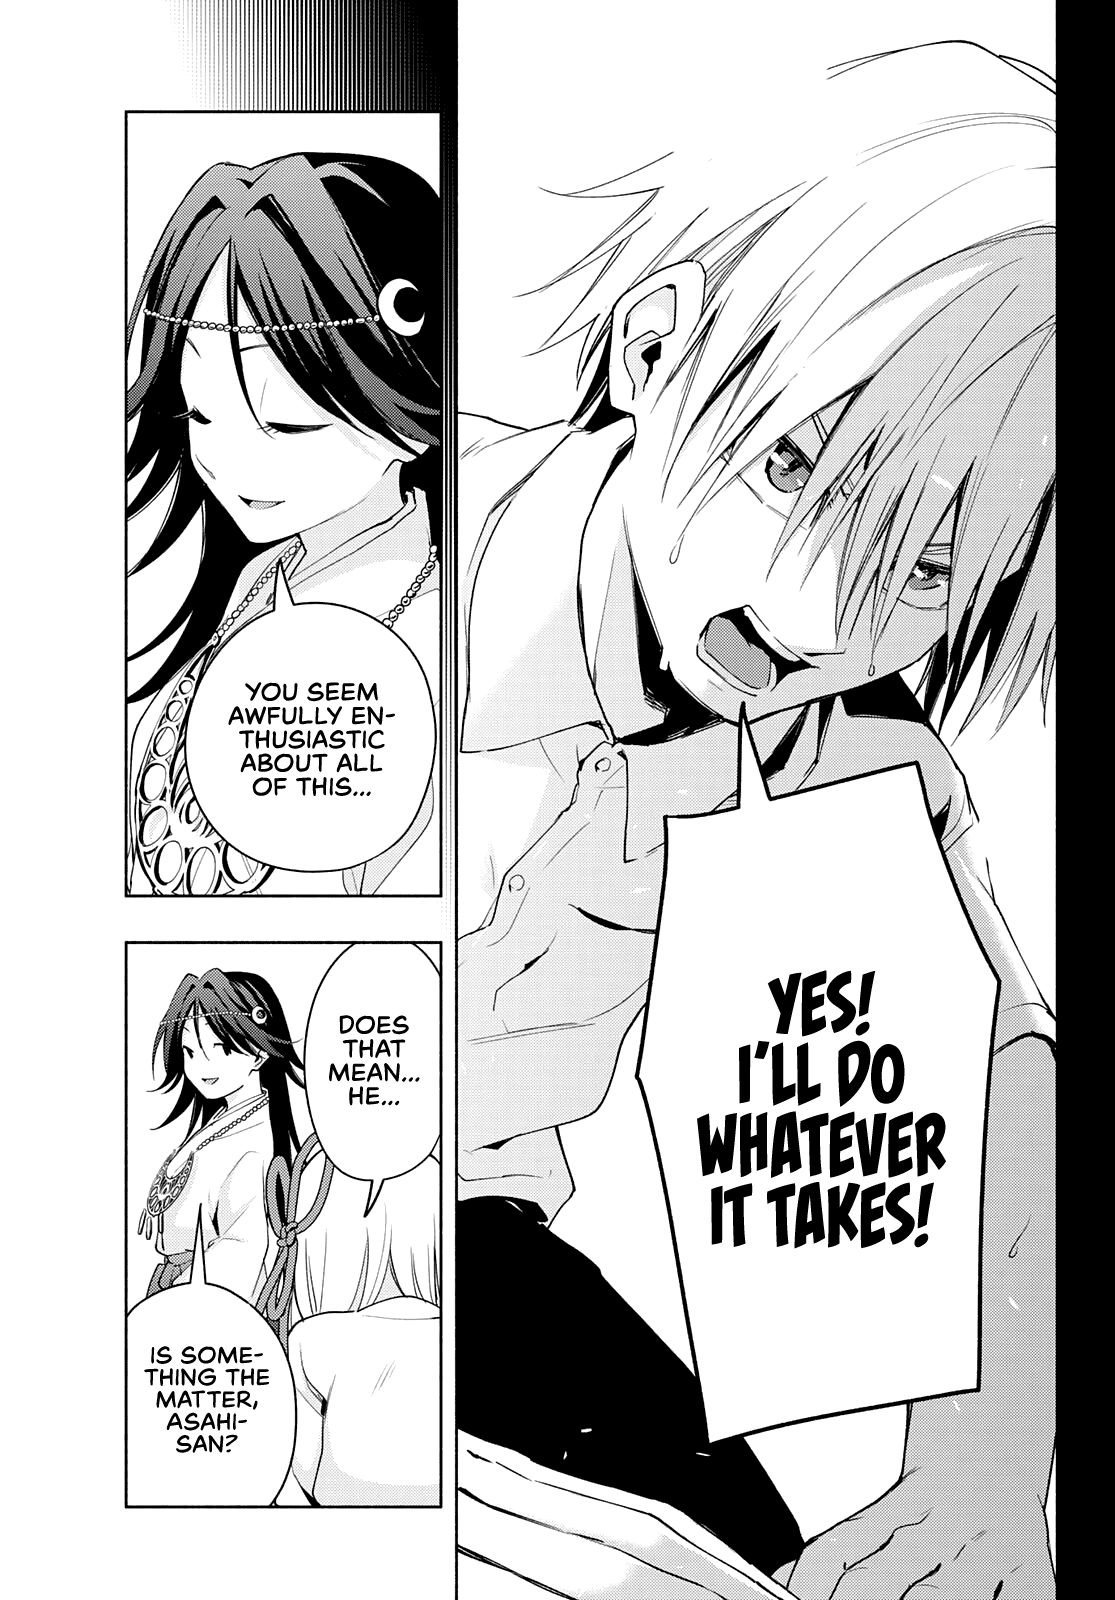 YES!
I'LL DO
WHATEVER
IT TAKES!
YOU SEEM
AWFULLY EN-
THUSIASTIC
ABOUT ALL
OF THIS...
DOES
THAT
MEAN...
HE...
IS SOME-
THING THE
MATTER,
ASAHI-
SAN?